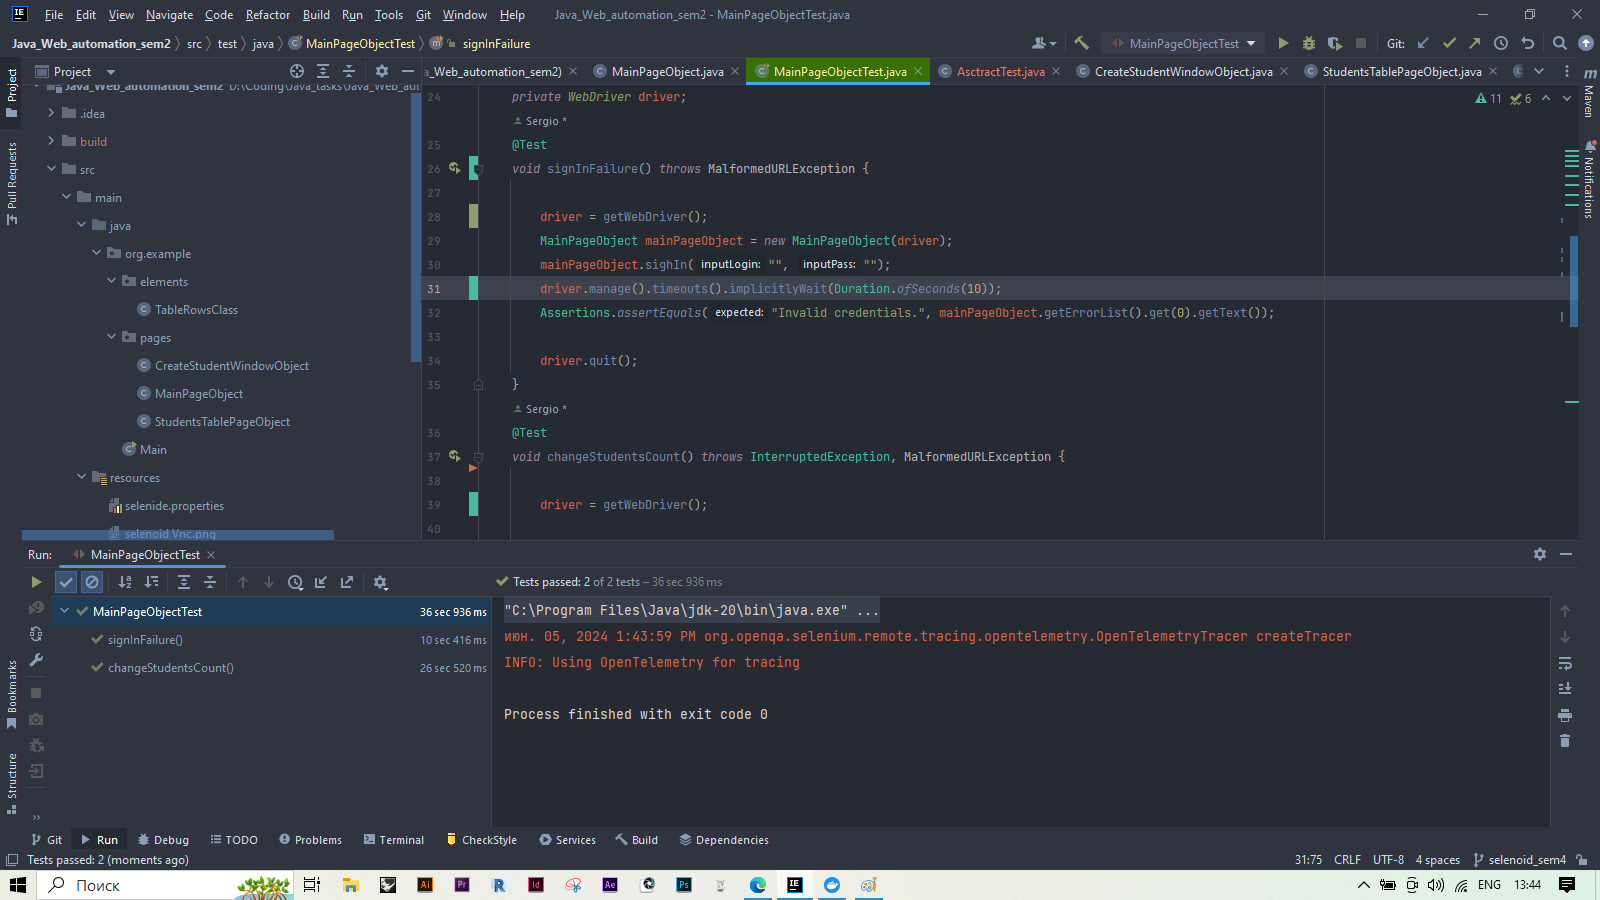 File Edit View Navigate Code Refactor Build Run Tools Git Window Help Java_Web_automation_sem2 - MainPageObjectTest.java
Java_Web_automation_sem2 src test java MainPageObjectTest signInFailure MainPageObjectTest Git:
Project a_Web_automation_sem2) MainPageObject.java MainPageObjectTest.java AsctractTest.java CreateStudentWindowObject.java StudentsTablePageObject.java
Java_Web_automation_sem2 D:\Coding\Java_tasks\Java_Web_aut
.idea
build
src
main
java
org.example
elements
TableRowsClass
pages
CreateStudentWindowObject
MainPageObject
StudentsTablePageObject
Main
resources
selenide.properties
selenoid Vnc.png
Project
Pull Requests
Bookmarks
Structure
Maven
Notifications
11 6
24 private WebDriver driver;
Sergio *
25 @Test
26 void signInFailure() throws MalformedURLException {
27
28 driver = getWebDriver();
29 MainPageObject mainPageObject = new MainPageObject(driver);
30 mainPageObject.sighIn( inputLogin: "", inputPass: "");
31 driver.manage().timeouts().implicitlyWait(Duration.ofSeconds(10));
32 Assertions.assertEquals( expected: "Invalid credentials.", mainPageObject.getErrorList().get(0).getText());
33
34 driver.quit();
35 }
Sergio *
36 @Test
37 void changeStudentsCount() throws InterruptedException, MalformedURLException {
38
39 driver = getWebDriver();
40
Run: MainPageObjectTest
Tests passed: 2 of 2 tests – 36 sec 936 ms
MainPageObjectTest 36 sec 936 ms
signInFailure() 10 sec 416 ms
changeStudentsCount() 26 sec 520 ms
"C:\Program Files\Java\jdk-20\bin\java.exe" ...
июн. 05, 2024 1:43:59 PM org.openqa.selenium.remote.tracing.opentelemetry.OpenTelemetryTracer createTracer
INFO: Using OpenTelemetry for tracing
Process finished with exit code 0
Git Run Debug TODO Problems Terminal CheckStyle Services Build Dependencies
Tests passed: 2 (moments ago) 31:75 CRLF UTF-8 4 spaces selenoid_sem4
Поиск ENG 13:44